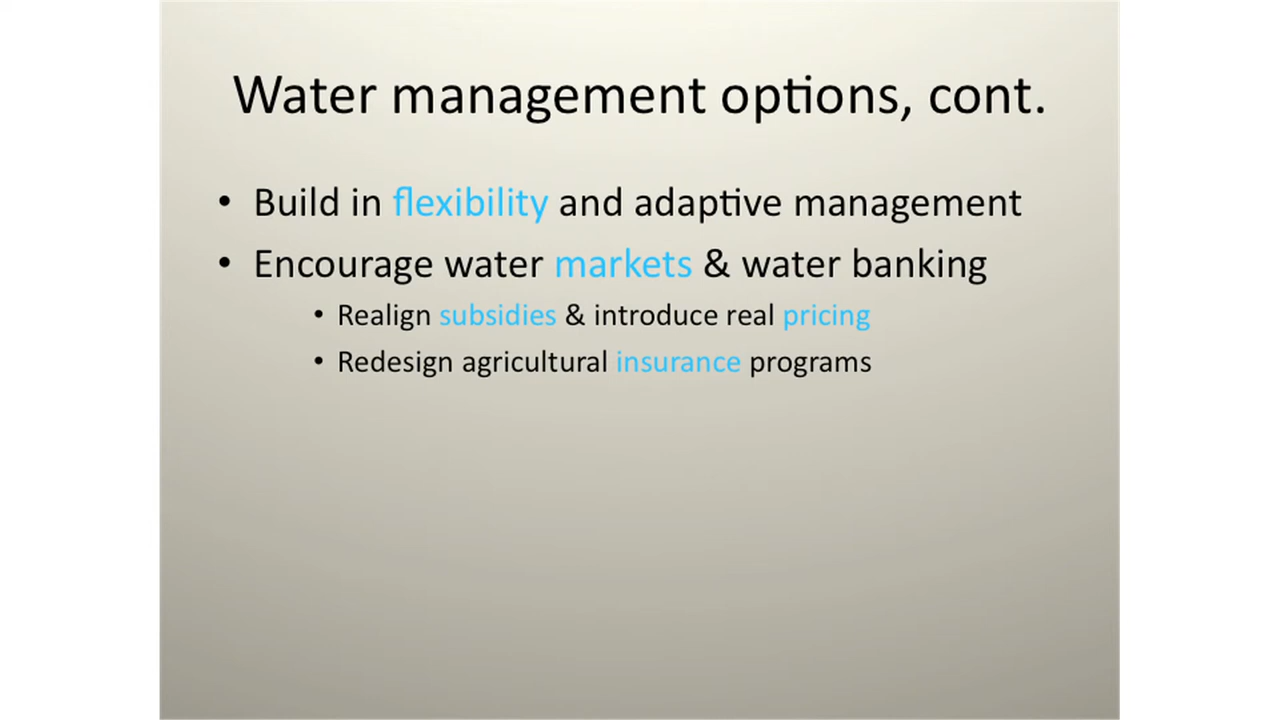 Water management options, cont.
• Build in flexibility and adaptive management
• Encourage water markets & water banking
• Realign subsidies & introduce real pricing
• Redesign agricultural insurance programs